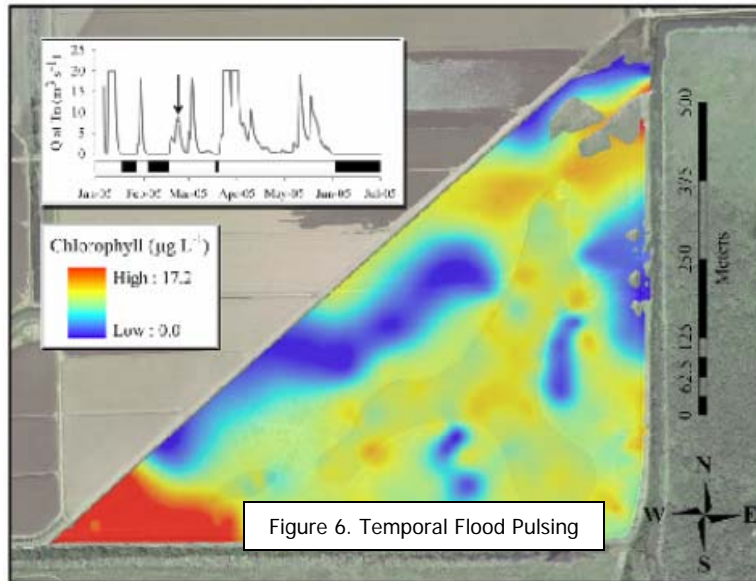 25
20
15
10
5
0
Q at Tn (m³ s⁻¹)
Jan-05 Feb-05 Mar-05 Apr-05 May-05 Jun-05 Jul-05
Chlorophyll (µg L⁻¹)
High : 17.2
Low : 0.0
500
375
250
125
62.5
0
Meters
N
W E
S
Figure 6. Temporal Flood Pulsing